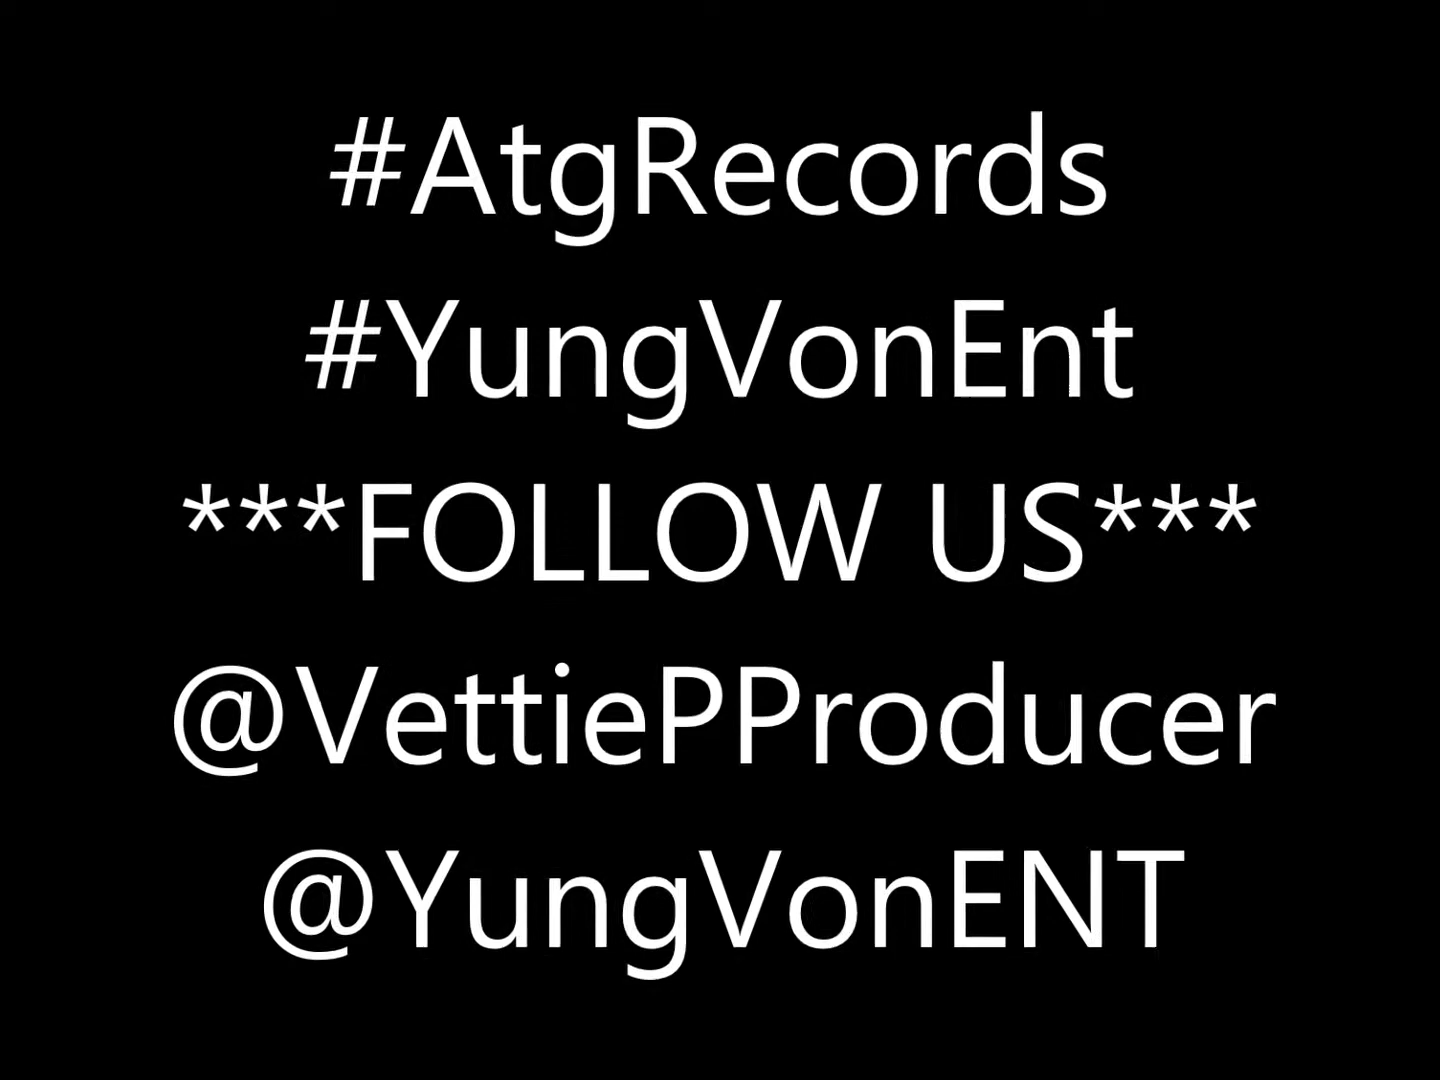 #AtgRecords
#YungVonEnt
***FOLLOW US***
@VettiePProducer
@YungVonENT